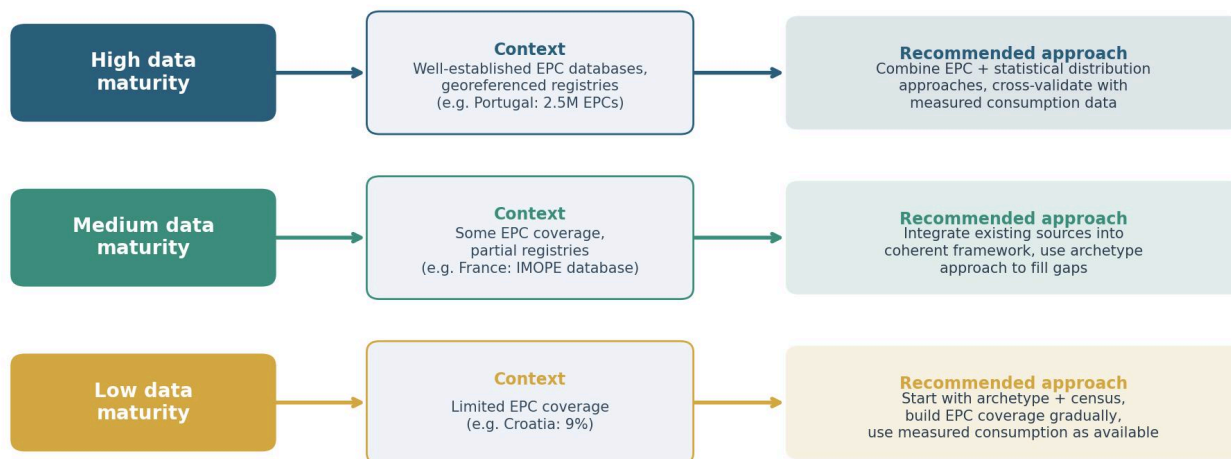 High data
maturity
Context
Well-established EPC databases,
georeferenced registries
(e.g. Portugal: 2.5M EPCs)
Recommended approach
Combine EPC + statistical distribution
approaches, cross-validate with
measured consumption data
Medium data
maturity
Context
Some EPC coverage,
partial registries
(e.g. France: IMOPE database)
Recommended approach
Integrate existing sources into
coherent framework, use archetype
approach to fill gaps
Low data
maturity
Context
Limited EPC coverage
(e.g. Croatia: 9%)
Recommended approach
Start with archetype + census,
build EPC coverage gradually,
use measured consumption as available